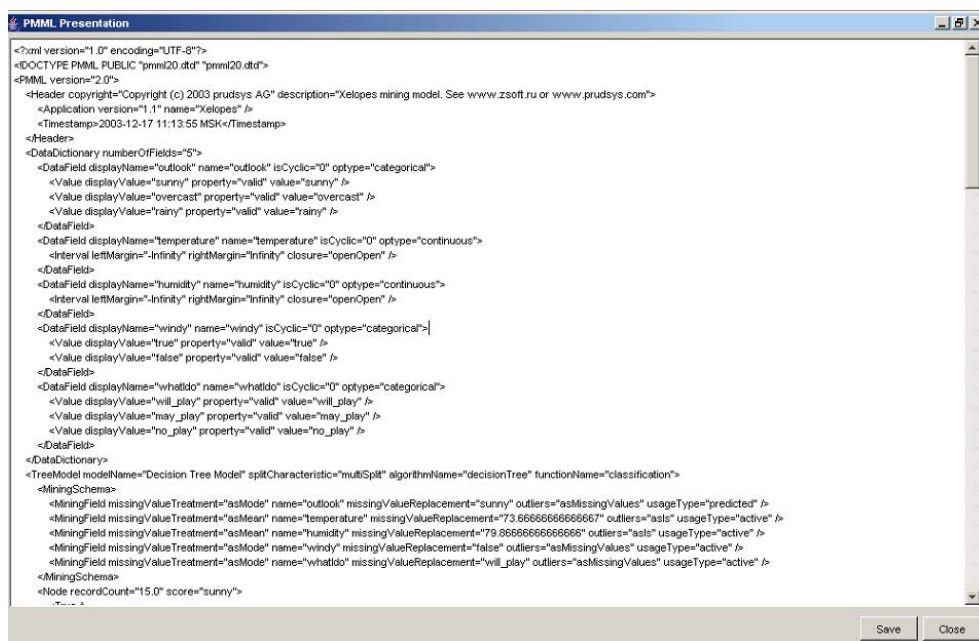 PMML Presentation
<?xml version="1.0" encoding="UTF-8"?>
<!DOCTYPE PMML PUBLIC "pmml20.dtd" "pmml20.dtd">
<PMML version="2.0">
<Header copyright="Copyright (c) 2003 prudsys AG" description="Xelopes mining model. See www.zsoft.ru or www.prudsys.com">
<Application version="1.1" name="Xelopes" />
<Timestamp>2003-12-17 11:13:55 MSK</Timestamp>
</Header>
<DataDictionary numberOfFields="5">
<DataField displayName="outlook" name="outlook" isCyclic="0" optype="categorical">
<Value displayValue="sunny" property="valid" value="sunny" />
<Value displayValue="overcast" property="valid" value="overcast" />
<Value displayValue="rainy" property="valid" value="rainy" />
</DataField>
<DataField displayName="temperature" name="temperature" isCyclic="0" optype="continuous">
<Interval leftMargin="-Infinity" rightMargin="Infinity" closure="openOpen" />
</DataField>
<DataField displayName="humidity" name="humidity" isCyclic="0" optype="continuous">
<Interval leftMargin="-Infinity" rightMargin="Infinity" closure="openOpen" />
</DataField>
<DataField displayName="windy" name="windy" isCyclic="0" optype="categorical">
<Value displayValue="true" property="valid" value="true" />
<Value displayValue="false" property="valid" value="false" />
</DataField>
<DataField displayName="whatIdo" name="whatIdo" isCyclic="0" optype="categorical">
<Value displayValue="will_play" property="valid" value="will_play" />
<Value displayValue="may_play" property="valid" value="may_play" />
<Value displayValue="no_play" property="valid" value="no_play" />
</DataField>
</DataDictionary>
<TreeModel modelName="Decision Tree Model" splitCharacteristic="multiSplit" algorithmName="decisionTree" functionName="classification">
<MiningSchema>
<MiningField missingValueTreatment="asMode" name="outlook" missingValueReplacement="sunny" outliers="asMissingValues" usageType="predicted" />
<MiningField missingValueTreatment="asMean" name="temperature" missingValueReplacement="73.66666666666667" outliers="asIs" usageType="active" />
<MiningField missingValueTreatment="asMean" name="humidity" missingValueReplacement="79.86666666666666" outliers="asIs" usageType="active" />
<MiningField missingValueTreatment="asMode" name="windy" missingValueReplacement="false" outliers="asMissingValues" usageType="active" />
<MiningField missingValueTreatment="asMode" name="whatIdo" missingValueReplacement="will_play" outliers="asMissingValues" usageType="active" />
</MiningSchema>
<Node recordCount="15.0" score="sunny">
<True />
Save Close